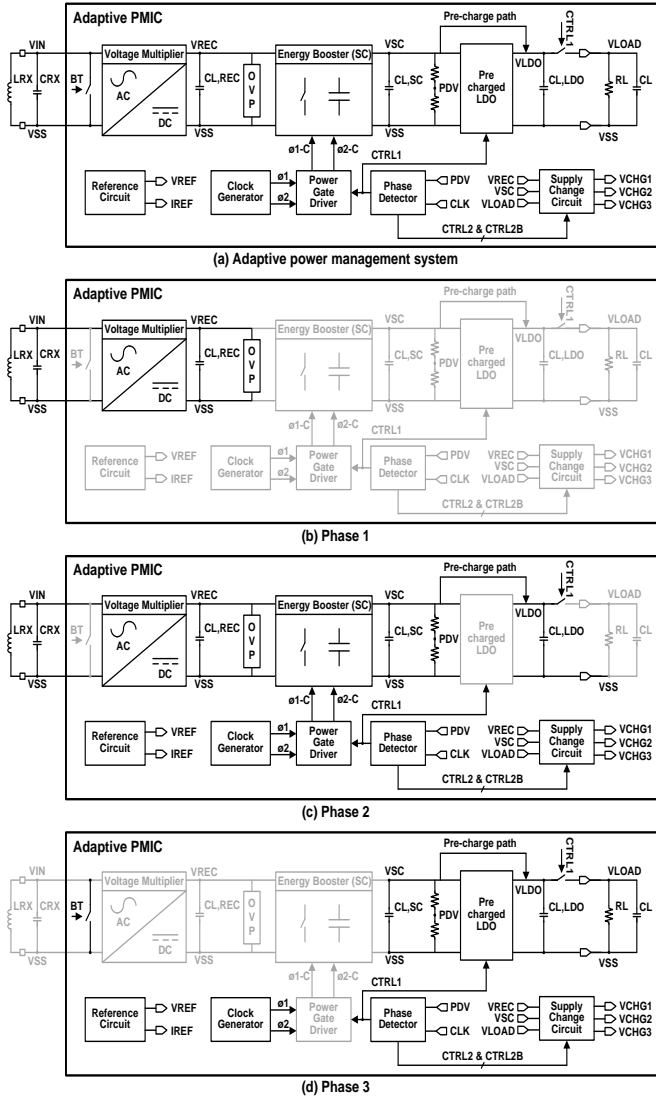 Adaptive PMIC
Pre-charge path
CTRL1
VIN
Voltage Multiplier
VREC
Energy Booster (SC)
VSC
VLDO
VLOAD
LRX
CRX
BT
AC
DC
CL,REC
OVP
CL,SC
PDV
Pre charged LDO
CL,LDO
RL
CL
VSS
VSS
VSS
VSS
ø1-C
ø2-C
CTRL1
Reference Circuit
VREF
IREF
Clock Generator
ø1
ø2
Power Gate Driver
Phase Detector
PDV
CLK
VREC
VSC
VLOAD
Supply Change Circuit
VCHG1
VCHG2
VCHG3
CTRL2 & CTRL2B
(a) Adaptive power management system
Adaptive PMIC
Pre-charge path
CTRL1
VIN
Voltage Multiplier
VREC
Energy Booster (SC)
VSC
VLDO
VLOAD
LRX
CRX
BT
AC
DC
CL,REC
OVP
CL,SC
PDV
Pre charged LDO
CL,LDO
RL
CL
VSS
VSS
VSS
VSS
ø1-C
ø2-C
CTRL1
Reference Circuit
VREF
IREF
Clock Generator
ø1
ø2
Power Gate Driver
Phase Detector
PDV
CLK
VREC
VSC
VLOAD
Supply Change Circuit
VCHG1
VCHG2
VCHG3
CTRL2 & CTRL2B
(b) Phase 1
Adaptive PMIC
Pre-charge path
CTRL1
VIN
Voltage Multiplier
VREC
Energy Booster (SC)
VSC
VLDO
VLOAD
LRX
CRX
BT
AC
DC
CL,REC
OVP
CL,SC
PDV
Pre charged LDO
CL,LDO
RL
CL
VSS
VSS
VSS
VSS
ø1-C
ø2-C
CTRL1
Reference Circuit
VREF
IREF
Clock Generator
ø1
ø2
Power Gate Driver
Phase Detector
PDV
CLK
VREC
VSC
VLOAD
Supply Change Circuit
VCHG1
VCHG2
VCHG3
CTRL2 & CTRL2B
(c) Phase 2
Adaptive PMIC
Pre-charge path
CTRL1
VIN
Voltage Multiplier
VREC
Energy Booster (SC)
VSC
VLDO
VLOAD
LRX
CRX
BT
AC
DC
CL,REC
OVP
CL,SC
PDV
Pre charged LDO
CL,LDO
RL
CL
VSS
VSS
VSS
VSS
ø1-C
ø2-C
CTRL1
Reference Circuit
VREF
IREF
Clock Generator
ø1
ø2
Power Gate Driver
Phase Detector
PDV
CLK
VREC
VSC
VLOAD
Supply Change Circuit
VCHG1
VCHG2
VCHG3
CTRL2 & CTRL2B
(d) Phase 3